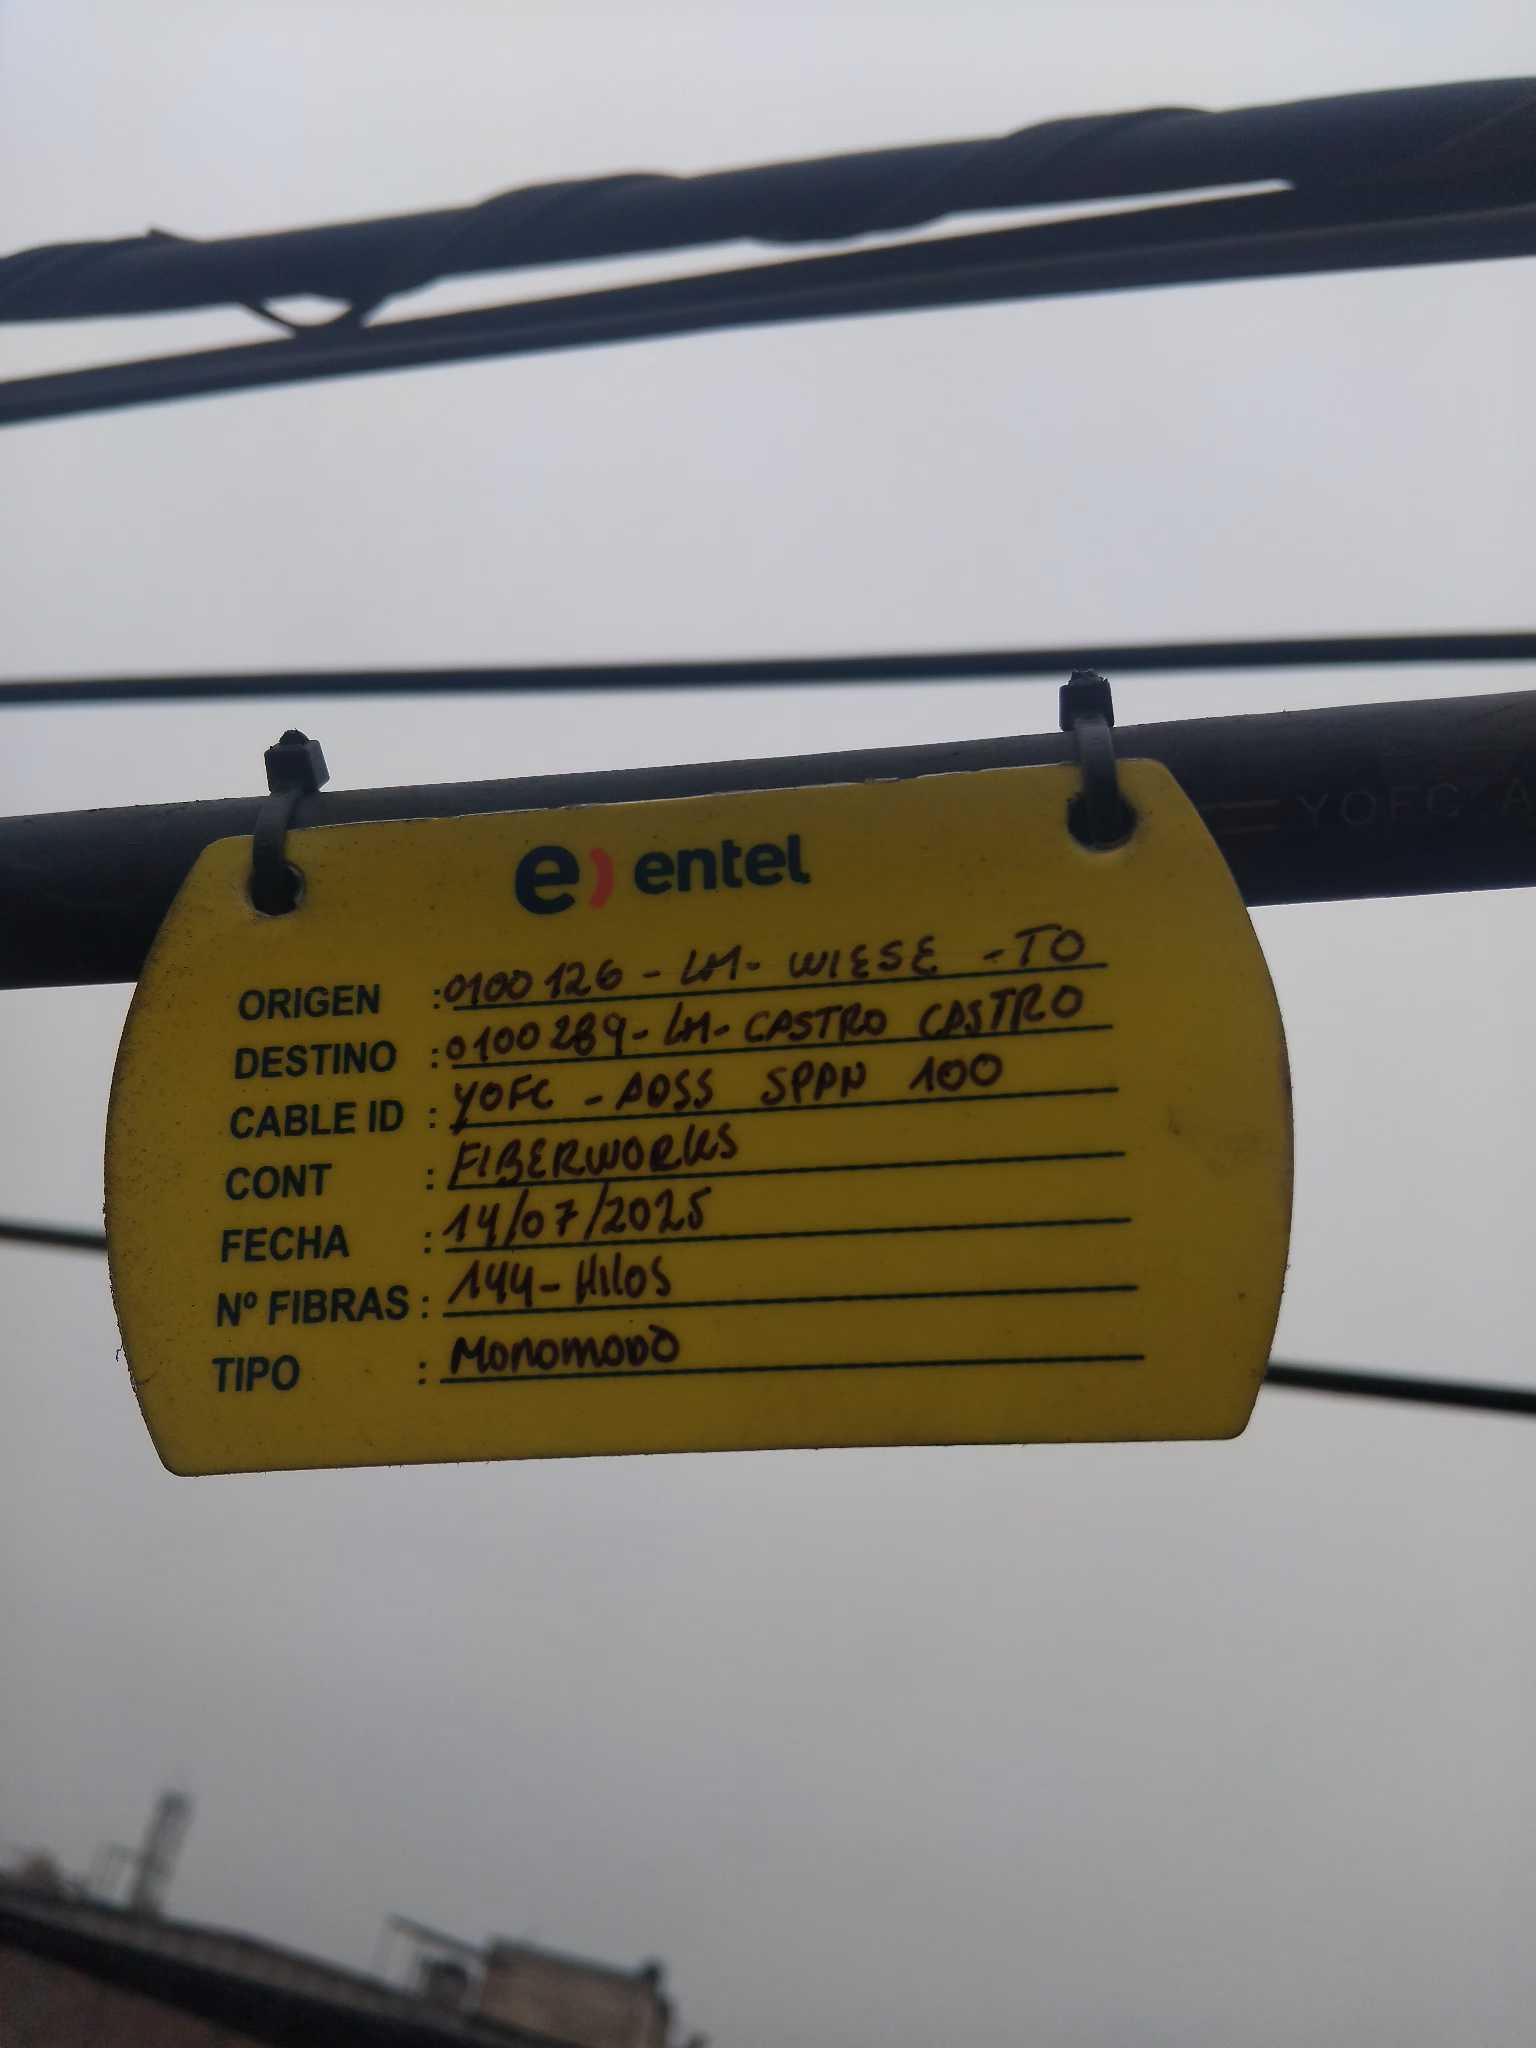 YOFC A
e) entel
ORIGEN : 0100126 - LM - WIESE - TO
DESTINO : 0100289 - LM - CASTRO CASTRO
CABLE ID : YOFC - ADSS SPAN 100
CONT : FIBERWORKS
FECHA : 14/07/2025
Nº FIBRAS : 144 - Hilos
TIPO : MONOMODO